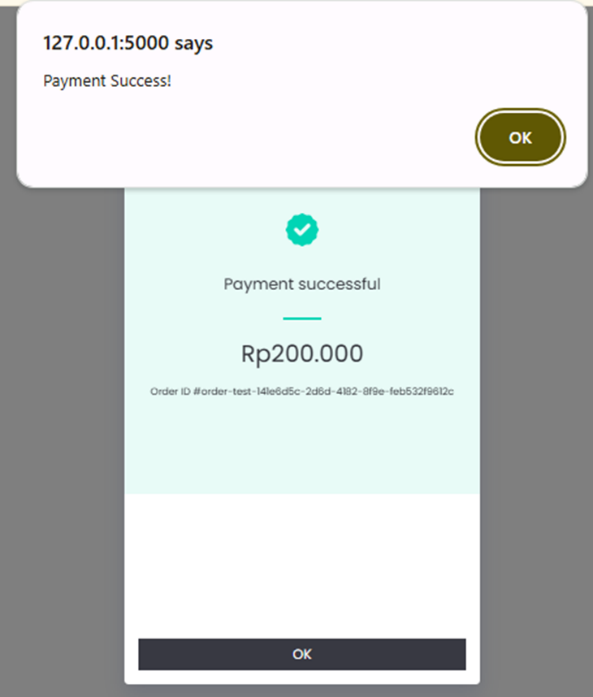 127.0.0.1:5000 says
Payment Success!
OK
Payment successful
Rp200.000
Order ID #order-test-141e6d5c-2d6d-4182-8f9e-feb532f9612c
OK